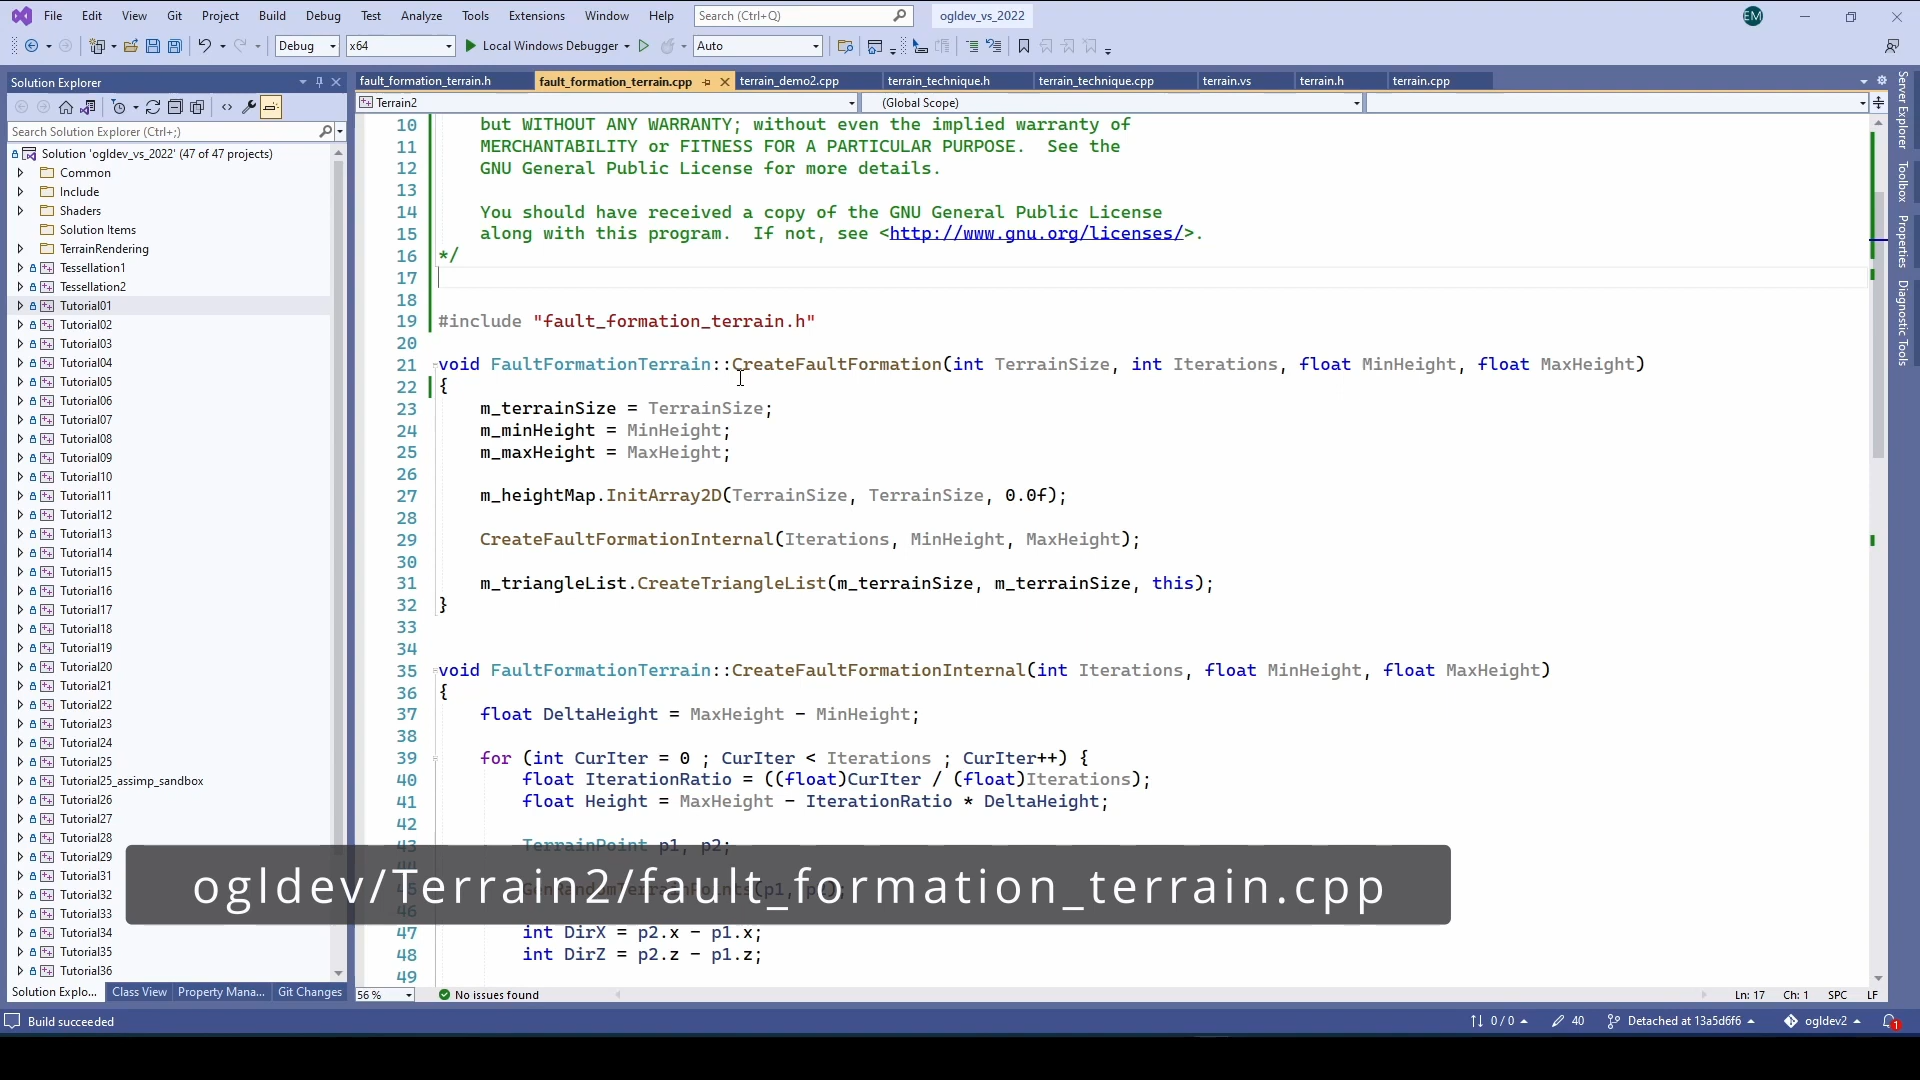 File Edit View Git Project Build Debug Test Analyze Tools Extensions Window Help Search (Ctrl+Q) ogldev_vs_2022 EM
Debug x64 Local Windows Debugger Auto
Solution Explorer
Search Solution Explorer (Ctrl+;)
Solution 'ogldev_vs_2022' (47 of 47 projects)
Common
Include
Shaders
Solution Items
TerrainRendering
Tessellation1
Tessellation2
Tutorial01
Tutorial02
Tutorial03
Tutorial04
Tutorial05
Tutorial06
Tutorial07
Tutorial08
Tutorial09
Tutorial10
Tutorial11
Tutorial12
Tutorial13
Tutorial14
Tutorial15
Tutorial16
Tutorial17
Tutorial18
Tutorial19
Tutorial20
Tutorial21
Tutorial22
Tutorial23
Tutorial24
Tutorial25
Tutorial25_assimp_sandbox
Tutorial26
Tutorial27
Tutorial28
Tutorial29
Tutorial31
Tutorial32
Tutorial33
Tutorial34
Tutorial35
Tutorial36
Solution Explo... Class View Property Mana... Git Changes
fault_formation_terrain.h fault_formation_terrain.cpp terrain_demo2.cpp terrain_technique.h terrain_technique.cpp terrain.vs terrain.h terrain.cpp
Terrain2 (Global Scope)
10 but WITHOUT ANY WARRANTY; without even the implied warranty of
11 MERCHANTABILITY or FITNESS FOR A PARTICULAR PURPOSE.  See the
12 GNU General Public License for more details.
13
14 You should have received a copy of the GNU General Public License
15 along with this program.  If not, see <http://www.gnu.org/licenses/>.
16 */
17
18
19 #include "fault_formation_terrain.h"
20
21 void FaultFormationTerrain::CreateFaultFormation(int TerrainSize, int Iterations, float MinHeight, float MaxHeight)
22 {
23 m_terrainSize = TerrainSize;
24 m_minHeight = MinHeight;
25 m_maxHeight = MaxHeight;
26
27 m_heightMap.InitArray2D(TerrainSize, TerrainSize, 0.0f);
28
29 CreateFaultFormationInternal(Iterations, MinHeight, MaxHeight);
30
31 m_triangleList.CreateTriangleList(m_terrainSize, m_terrainSize, this);
32 }
33
34
35 void FaultFormationTerrain::CreateFaultFormationInternal(int Iterations, float MinHeight, float MaxHeight)
36 {
37 float DeltaHeight = MaxHeight - MinHeight;
38
39 for (int CurIter = 0 ; CurIter < Iterations ; CurIter++) {
40 float IterationRatio = ((float)CurIter / (float)Iterations);
41 float Height = MaxHeight - IterationRatio * DeltaHeight;
42
43 TerrainPoint p1, p2;
44
45 GenRandomTerrainPoints(p1, p2);
46
47 int DirX = p2.x - p1.x;
48 int DirZ = p2.z - p1.z;
49
ogldev/Terrain2/fault_formation_terrain.cpp
56 % No issues found Ln: 17 Ch: 1 SPC LF
Build succeeded 0 / 0 40 Detached at 13a5d6f6 ogldev2 1
Server Explorer
Toolbox
Properties
Diagnostic Tools